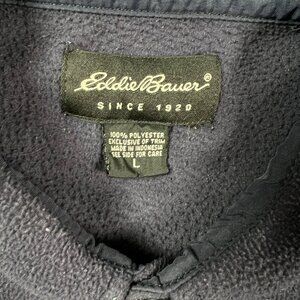 Eddie Bauer®
SINCE 1920
100% POLYESTER
EXCLUSIVE OF TRIM
MADE IN INDONESIA
SEE SIDE FOR CARE
L